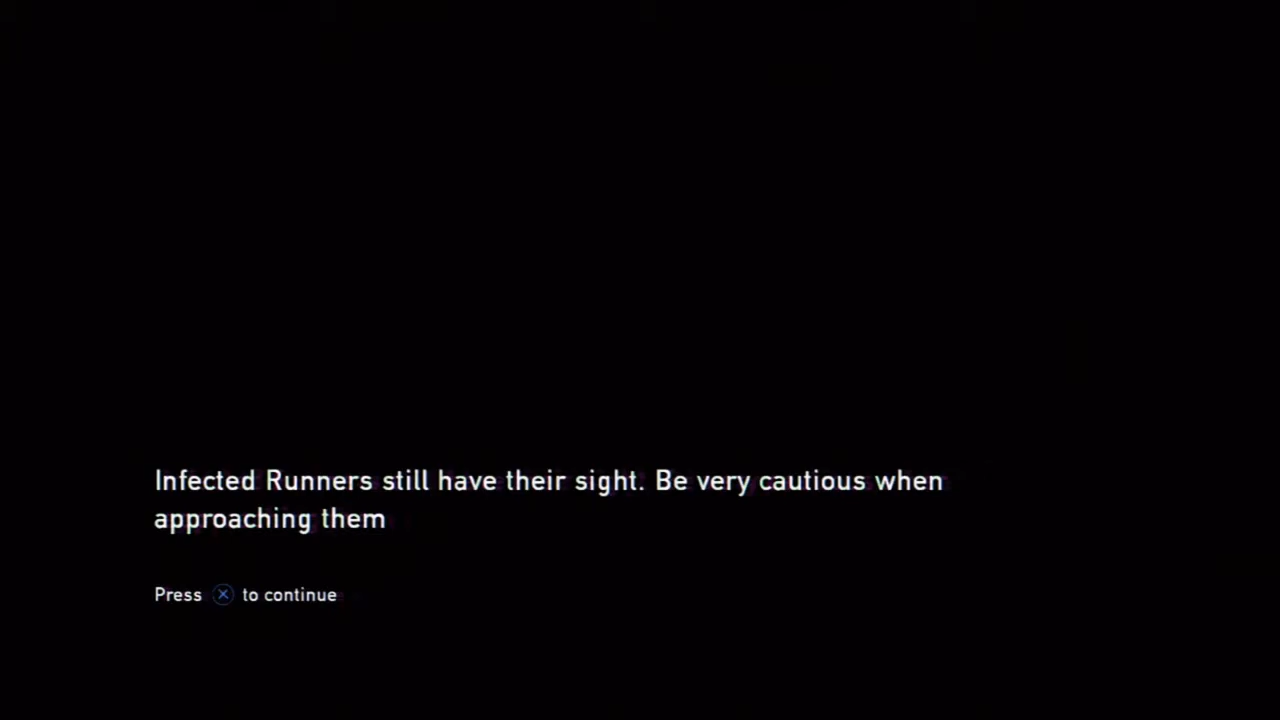 Infected Runners still have their sight. Be very cautious when
approaching them
Press ⓧ to continue